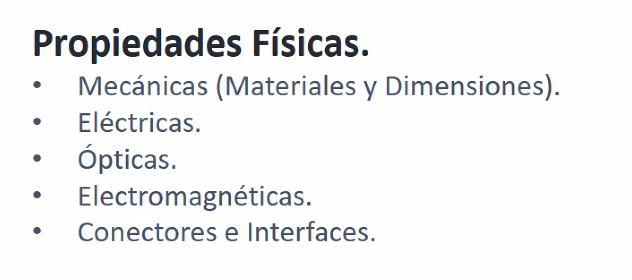 Propiedades Físicas.
• Mecánicas (Materiales y Dimensiones).
• Eléctricas.
• Ópticas.
• Electromagnéticas.
• Conectores e Interfaces.